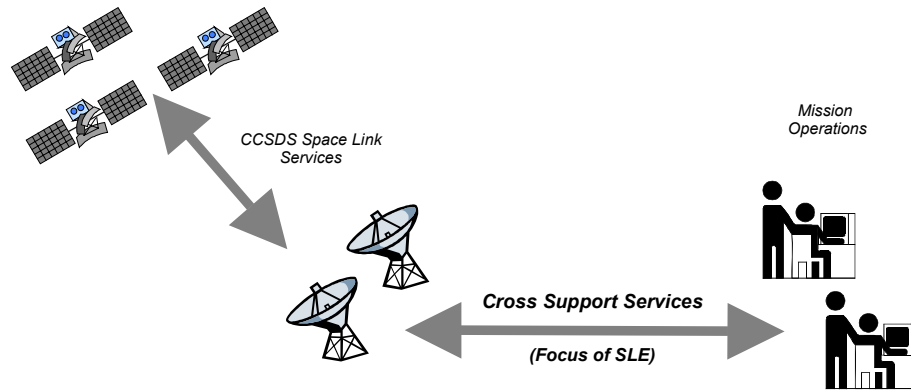 CCSDS Space Link
Services
Mission
Operations
Cross Support Services
(Focus of SLE)